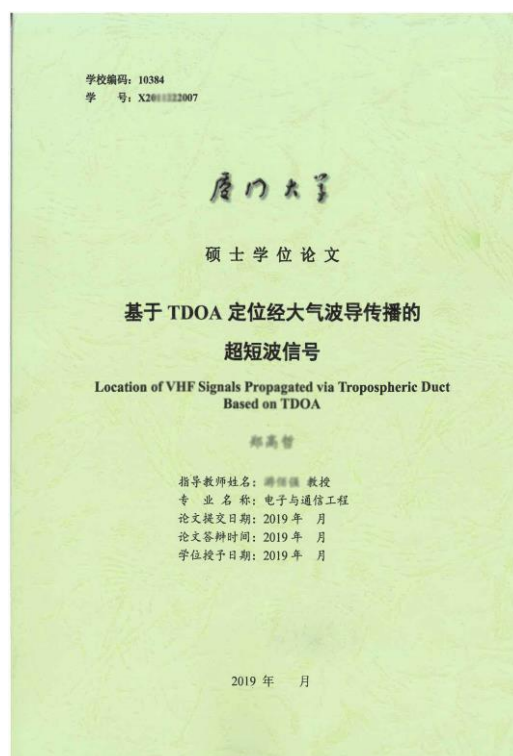 学校编码：10384
学 号：X2
厦门大学
硕 士 学 位 论 文
基于 TDOA 定位经大气波导传播的
超短波信号
Location of VHF Signals Propagated via Tropospheric Duct
Based on TDOA
指导教师姓名： 教授
专 业 名 称：电子与通信工程
论文提交日期：2019 年 月
论文答辩时间：2019 年 月
学位授予日期：2019 年 月
2019 年 月